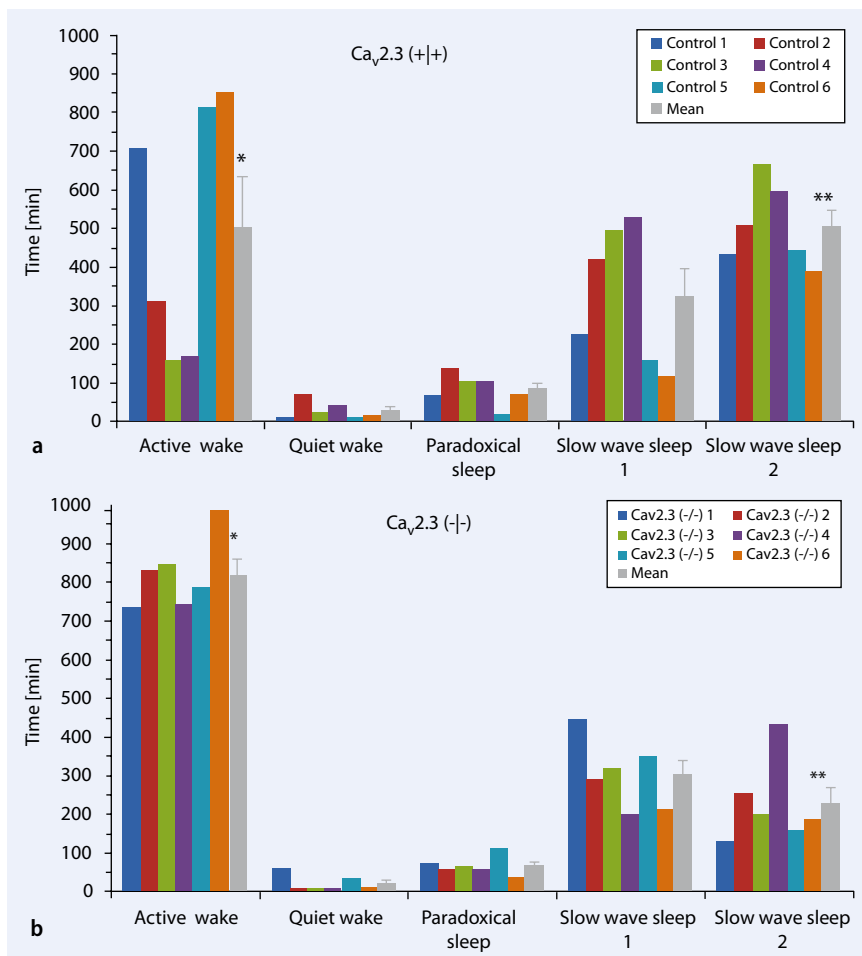 1000
900
800
700
600
500
400
300
200
100
0
Time [min]
Caᵥ2.3 (+|+)
Control 1 Control 2
Control 3 Control 4
Control 5 Control 6
Mean
*
**
Active wake Quiet wake Paradoxical sleep Slow wave sleep 1 Slow wave sleep 2
a
1000
900
800
700
600
500
400
300
200
100
0
Time [min]
Caᵥ2.3 (-|-)
Cav2.3 (-/-) 1 Cav2.3 (-/-) 2
Cav2.3 (-/-) 3 Cav2.3 (-/-) 4
Cav2.3 (-/-) 5 Cav2.3 (-/-) 6
Mean
*
**
Active wake Quiet wake Paradoxical sleep Slow wave sleep 1 Slow wave sleep 2
b